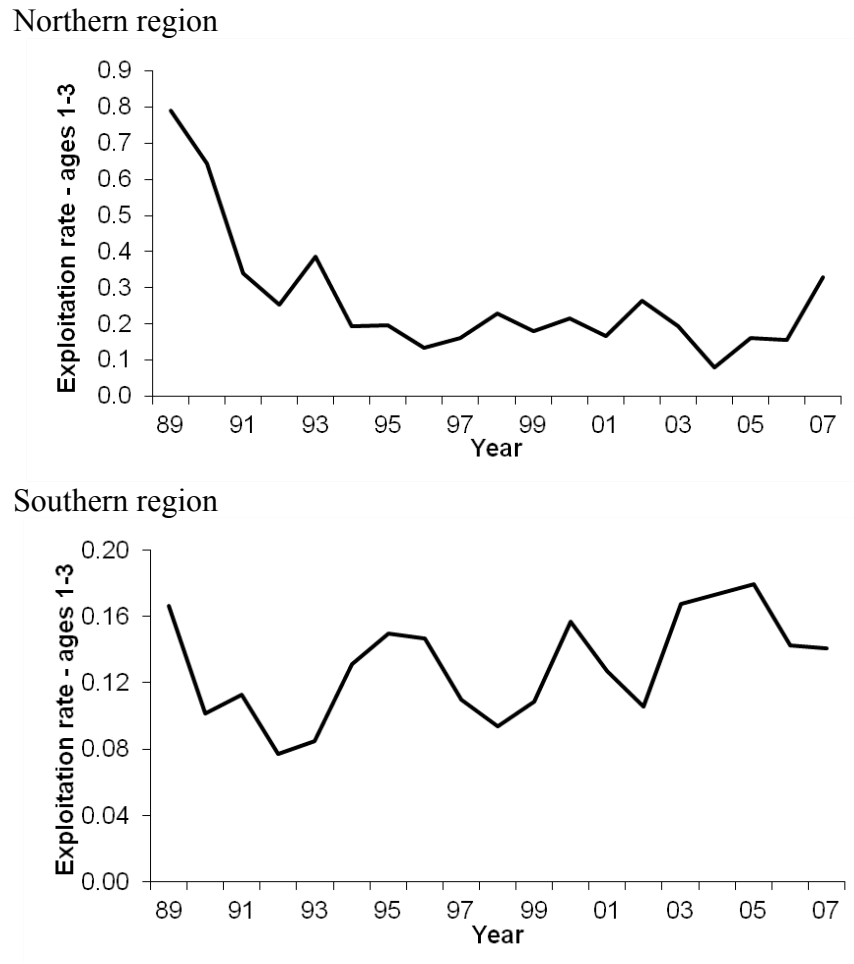 Northern region
Exploitation rate - ages 1-3
0.9
0.8
0.7
0.6
0.5
0.4
0.3
0.2
0.1
0.0
89 91 93 95 97 99 01 03 05 07
Year
Southern region
Exploitation rate - ages 1-3
0.20
0.16
0.12
0.08
0.04
0.00
89 91 93 95 97 99 01 03 05 07
Year